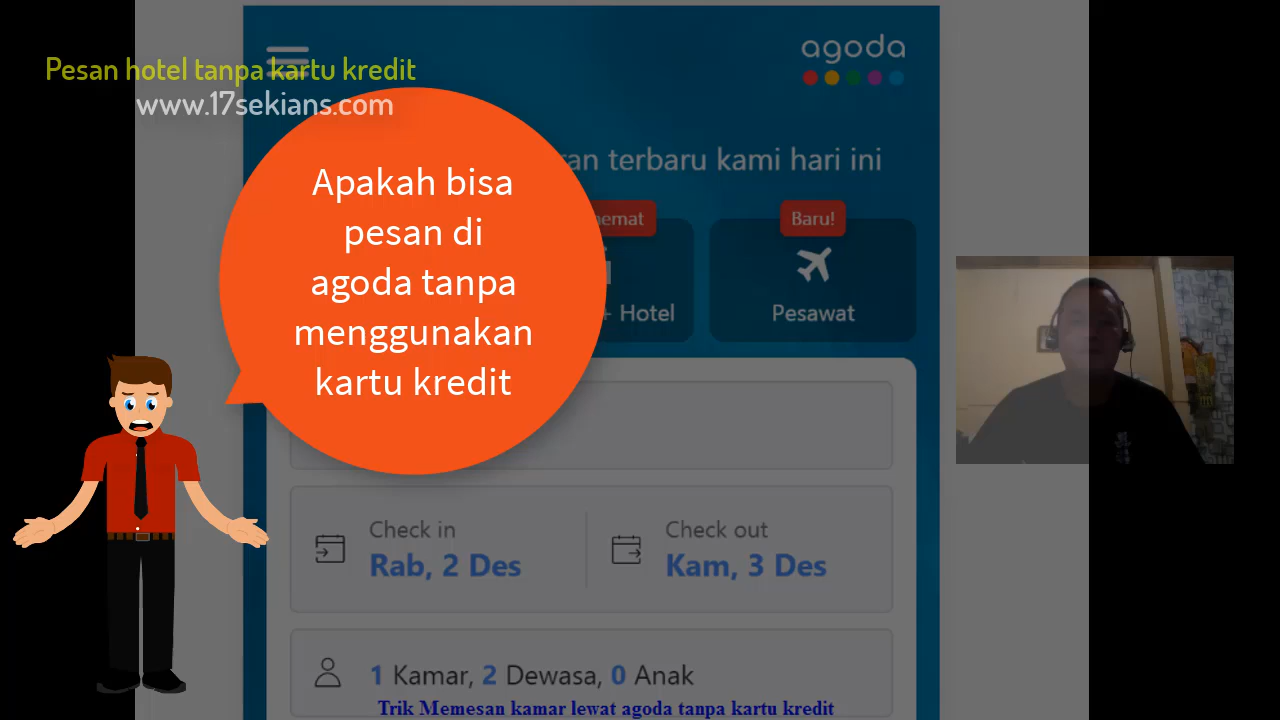 agoda
Pesan hotel tanpa kartu kredit
www.17sekians.com
terbaru kami hari ini
Apakah bisa
pesan di
agoda tanpa
menggunakan
kartu kredit
Baru!
+ Hotel
Pesawat
Check in
Rab, 2 Des
Check out
Kam, 3 Des
1 Kamar, 2 Dewasa, 0 Anak
Trik Memesan kamar lewat agoda tanpa kartu kredit